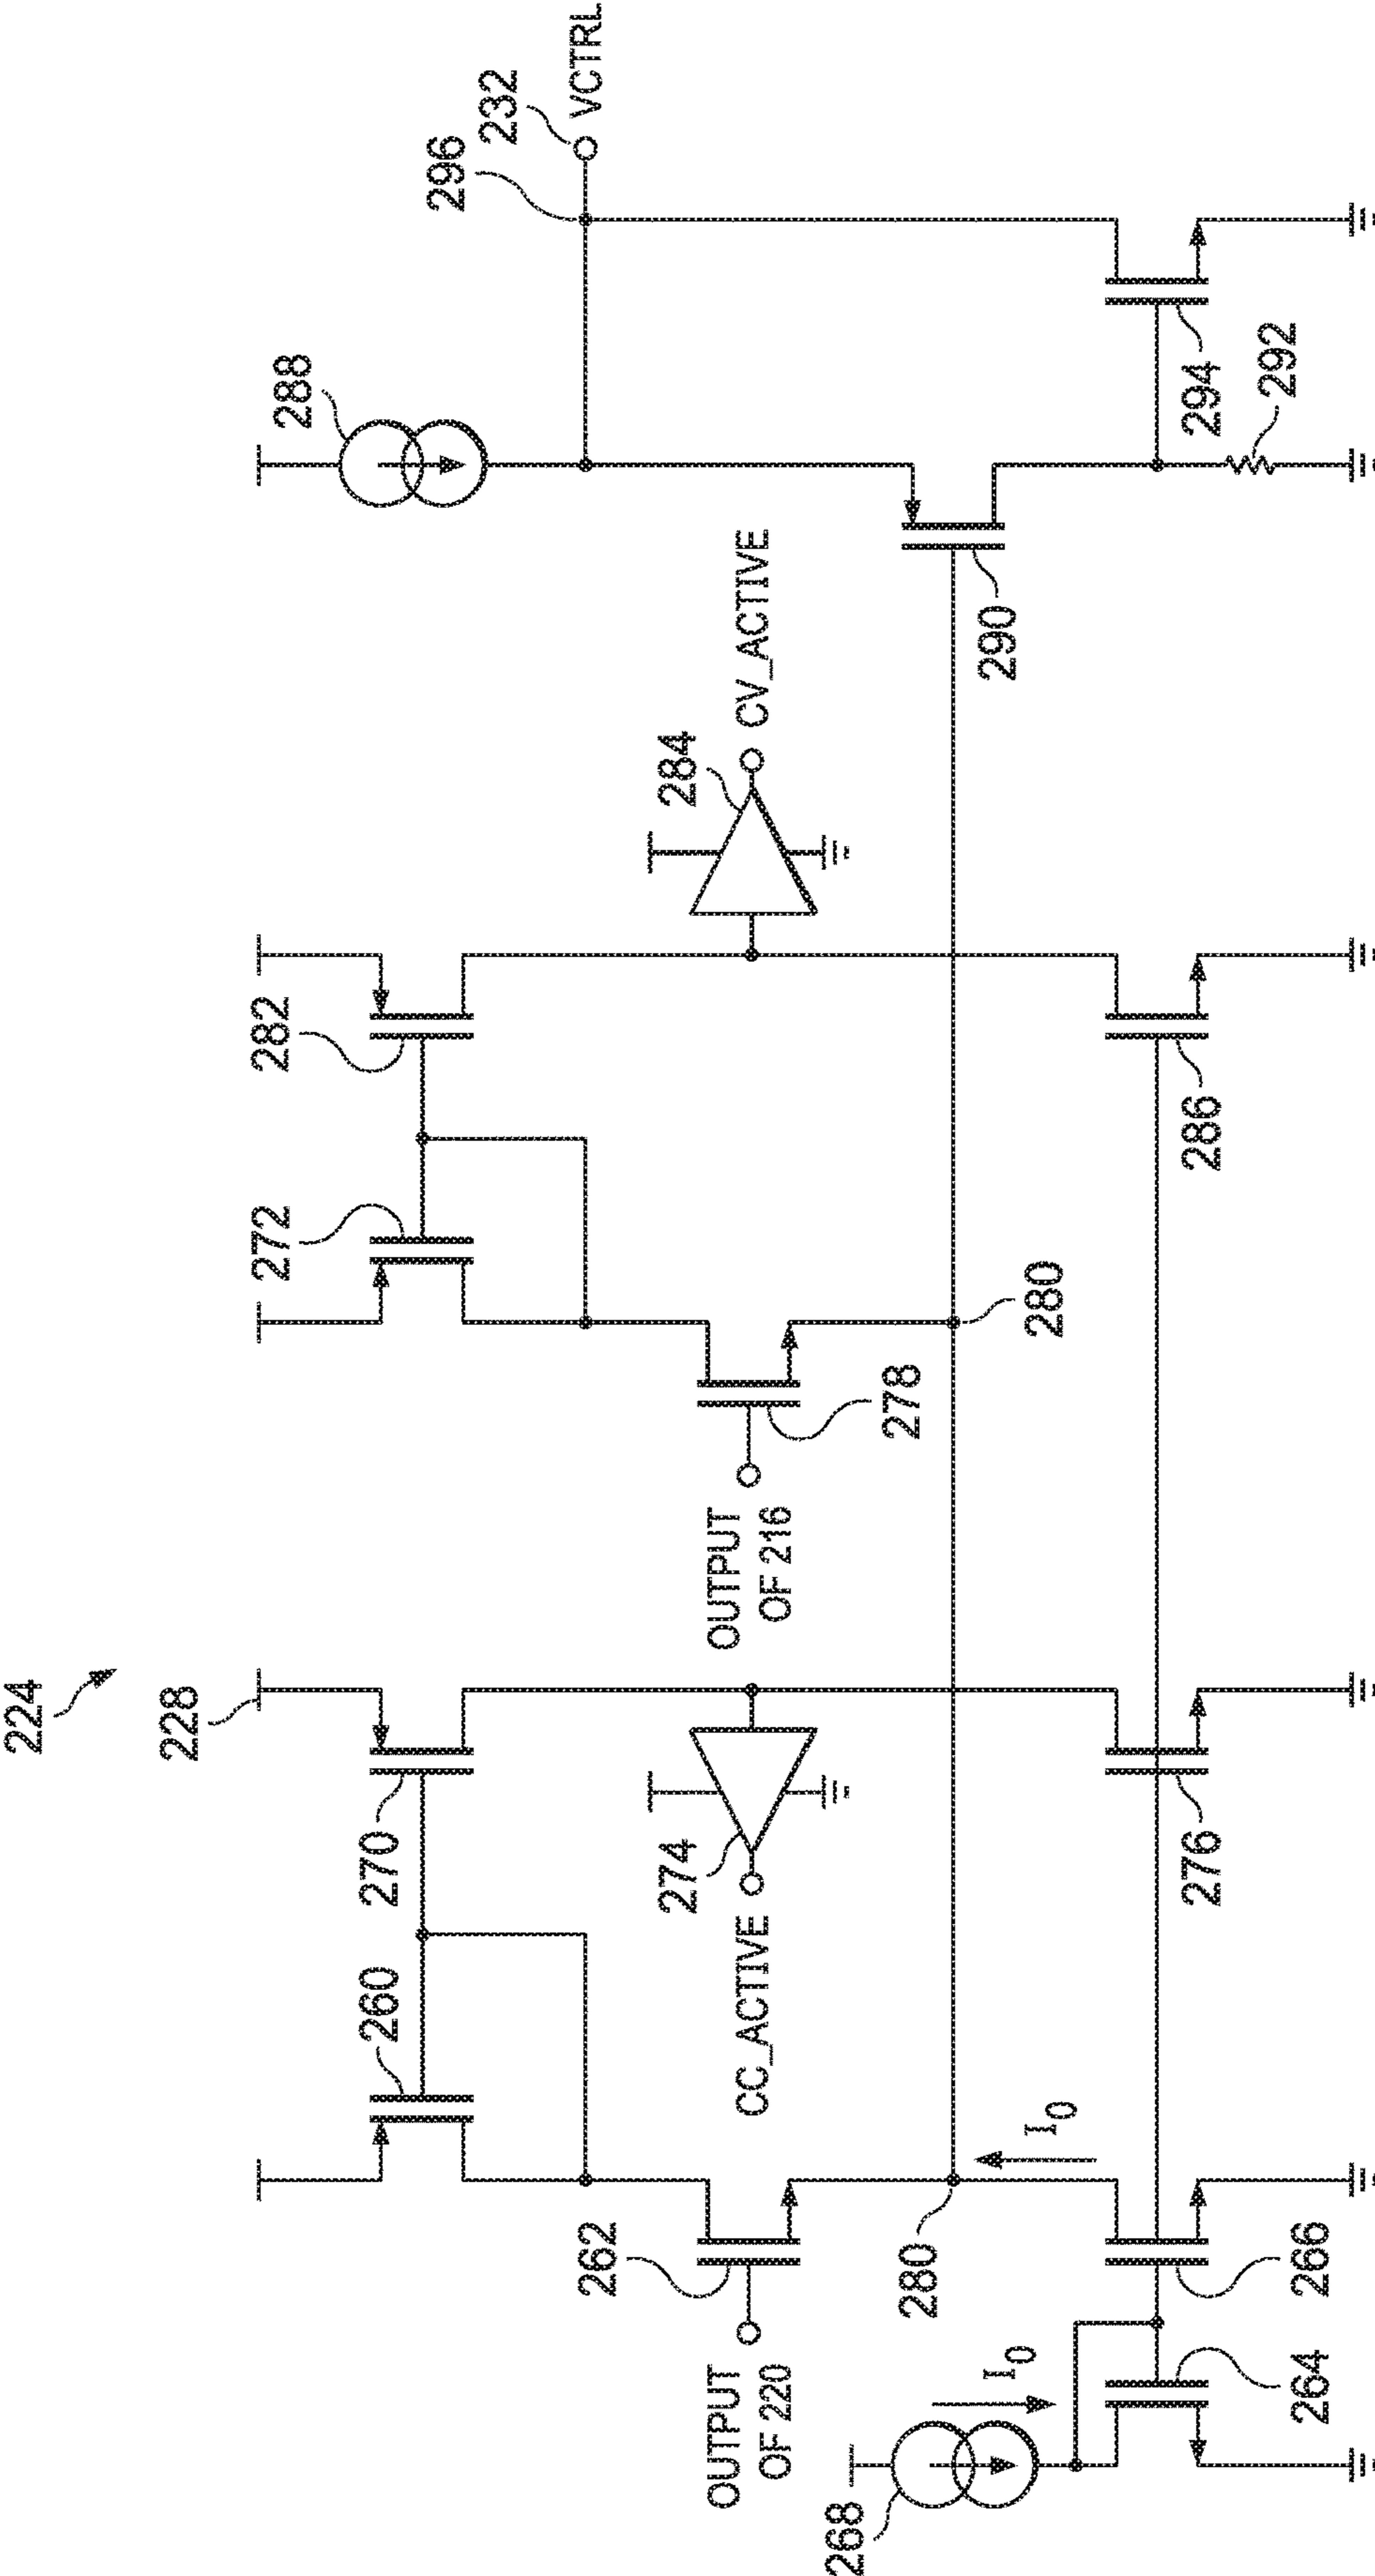 224
228
260
270
272
282
288
296
232
VCTRL
262
OUTPUT
OF 220
274
CC_ACTIVE
OUTPUT
OF 216
278
284
CV_ACTIVE
280
I0
280
290
268
I0
264
266
276
286
294
292